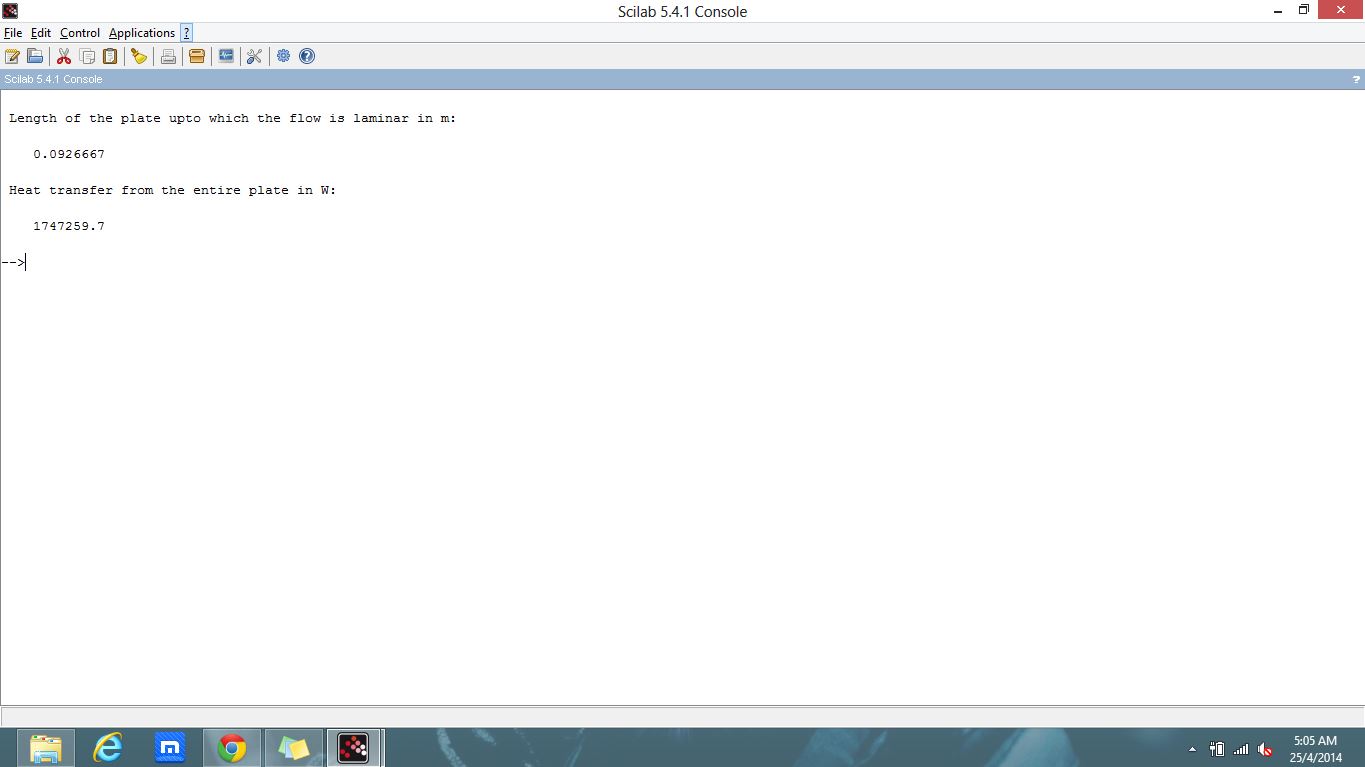 Scilab 5.4.1 Console
File Edit Control Applications ?
Scilab 5.4.1 Console ?
Length of the plate upto which the flow is laminar in m:
0.0926667
Heat transfer from the entire plate in W:
1747259.7
-->
5:05 AM
25/4/2014